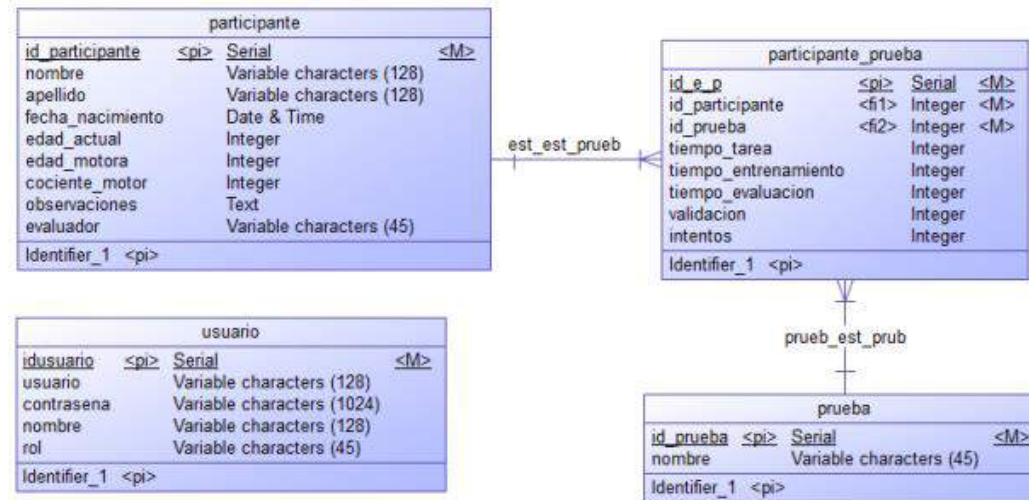 participante
id_participante <pi> Serial <M>
nombre Variable characters (128)
apellido Variable characters (128)
fecha_nacimiento Date & Time
edad_actual Integer
edad_motora Integer
cociente_motor Integer
observaciones Text
evaluador Variable characters (45)
Identifier_1 <pi>
est_est_prueb
participante_prueba
id_e_p <pi> Serial <M>
id_participante <fi1> Integer <M>
id_prueba <fi2> Integer <M>
tiempo_tarea Integer
tiempo_entrenamiento Integer
tiempo_evaluacion Integer
validacion Integer
intentos Integer
Identifier_1 <pi>
prueb_est_prub
usuario
idusuario <pi> Serial <M>
usuario Variable characters (128)
contrasena Variable characters (1024)
nombre Variable characters (128)
rol Variable characters (45)
Identifier_1 <pi>
prueba
id_prueba <pi> Serial <M>
nombre Variable characters (45)
Identifier_1 <pi>